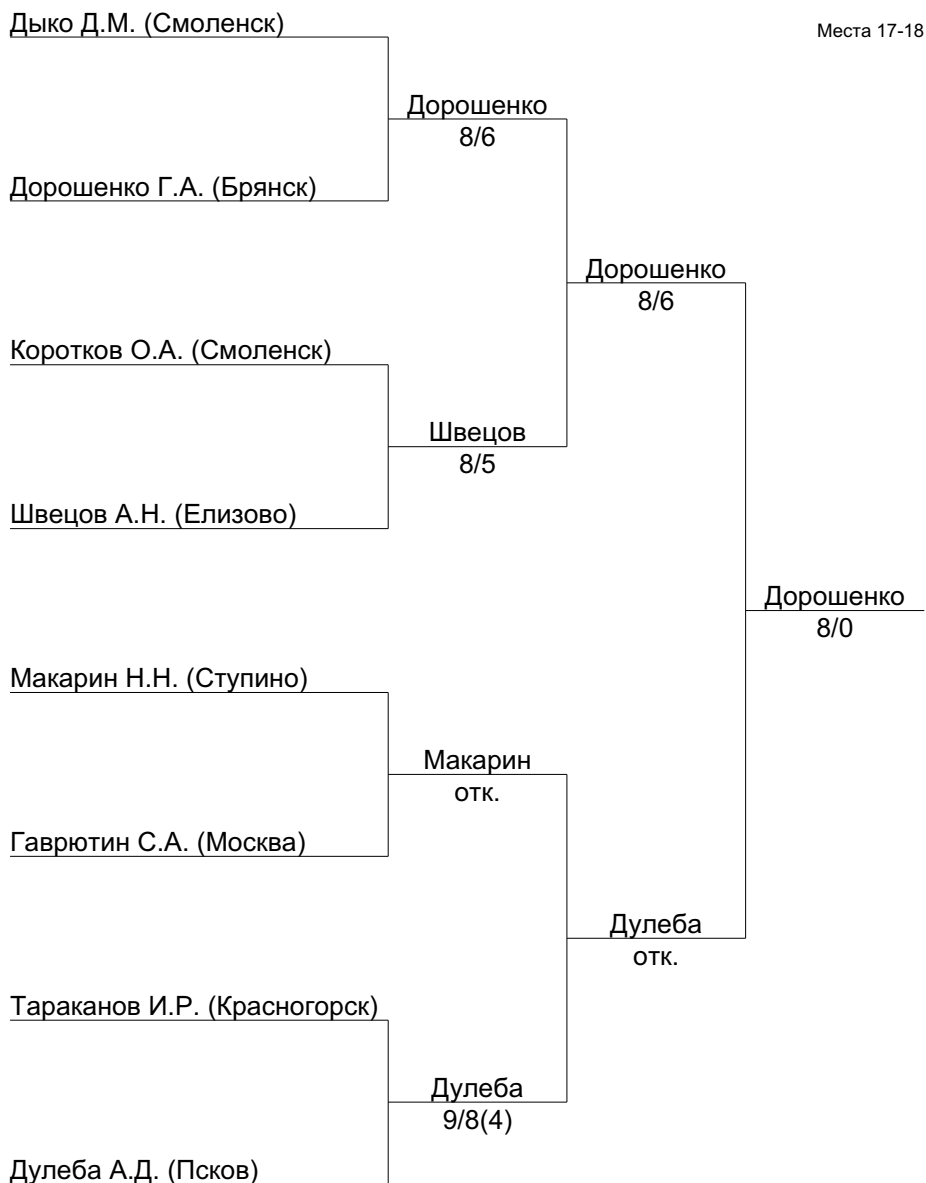 Дыко Д.М. (Смоленск)
Места 17-18
Дорошенко
8/6
Дорошенко Г.А. (Брянск)
Дорошенко
8/6
Коротков О.А. (Смоленск)
Швецов
8/5
Швецов А.Н. (Елизово)
Дорошенко
8/0
Макарин Н.Н. (Ступино)
Макарин
отк.
Гаврютин С.А. (Москва)
Дулеба
отк.
Тараканов И.Р. (Красногорск)
Дулеба
9/8(4)
Дулеба А.Д. (Псков)